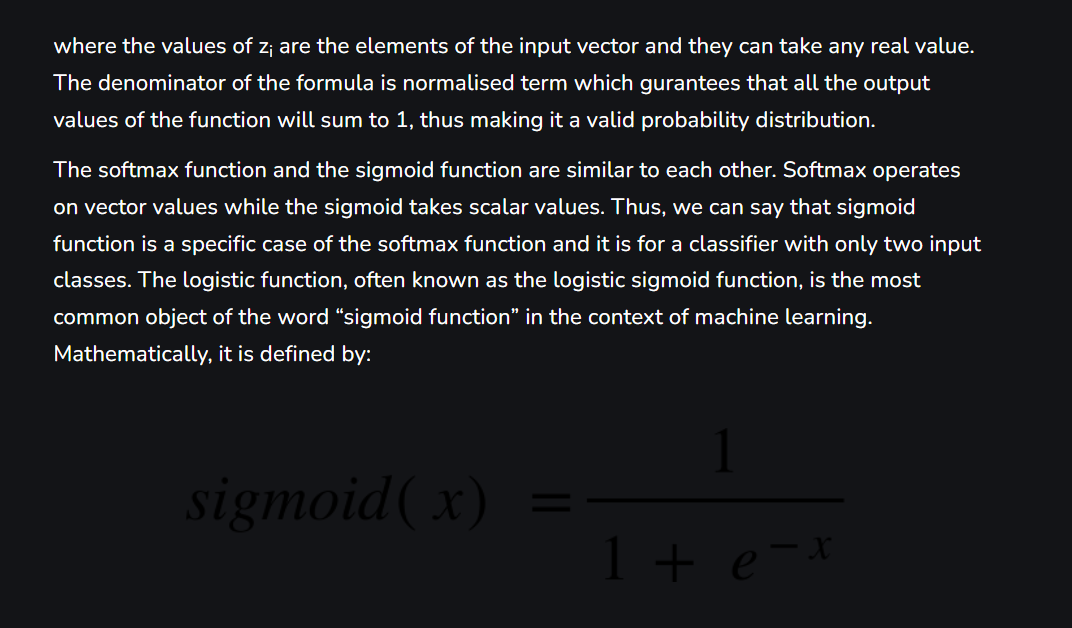 where the values of zᵢ are the elements of the input vector and they can take any real value.
The denominator of the formula is normalised term which gurantees that all the output
values of the function will sum to 1, thus making it a valid probability distribution.
The softmax function and the sigmoid function are similar to each other. Softmax operates
on vector values while the sigmoid takes scalar values. Thus, we can say that sigmoid
function is a specific case of the softmax function and it is for a classifier with only two input
classes. The logistic function, often known as the logistic sigmoid function, is the most
common object of the word “sigmoid function” in the context of machine learning.
Mathematically, it is defined by:
1
sigmoid( x) =
1 + e⁻ˣ